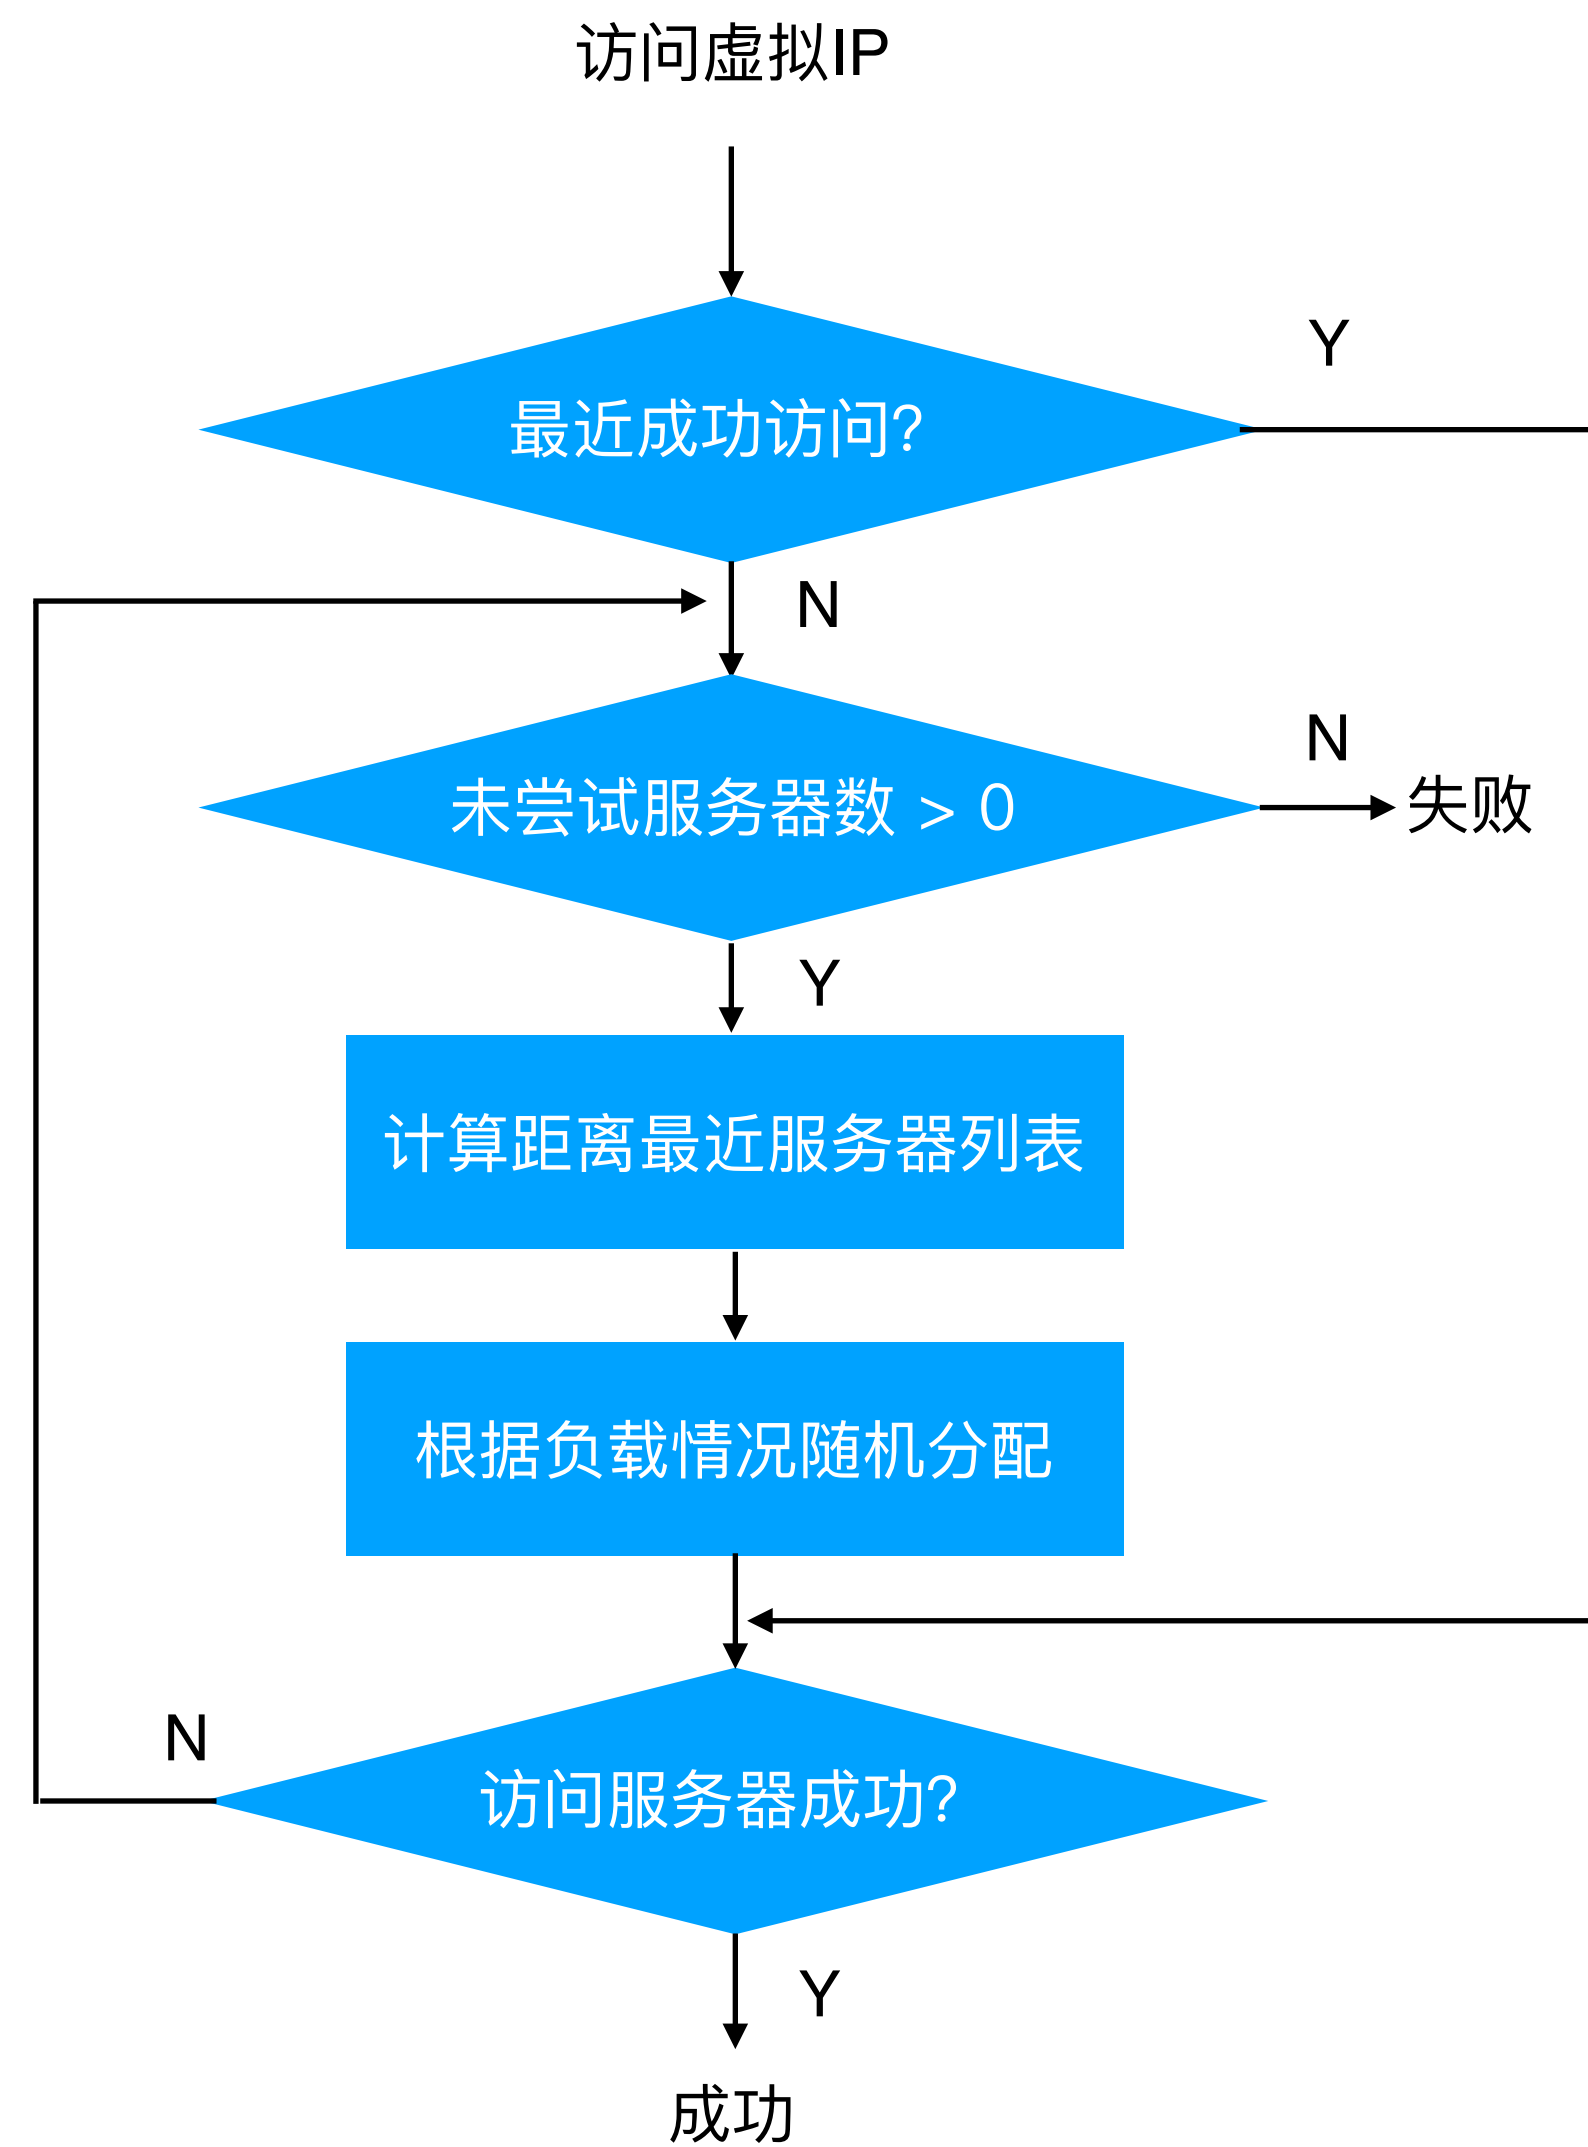 访问虚拟IP
Y
最近成功访问?
N
N
未尝试服务器数 > 0
失败
Y
计算距离最近服务器列表
根据负载情况随机分配
N
访问服务器成功?
Y
成功